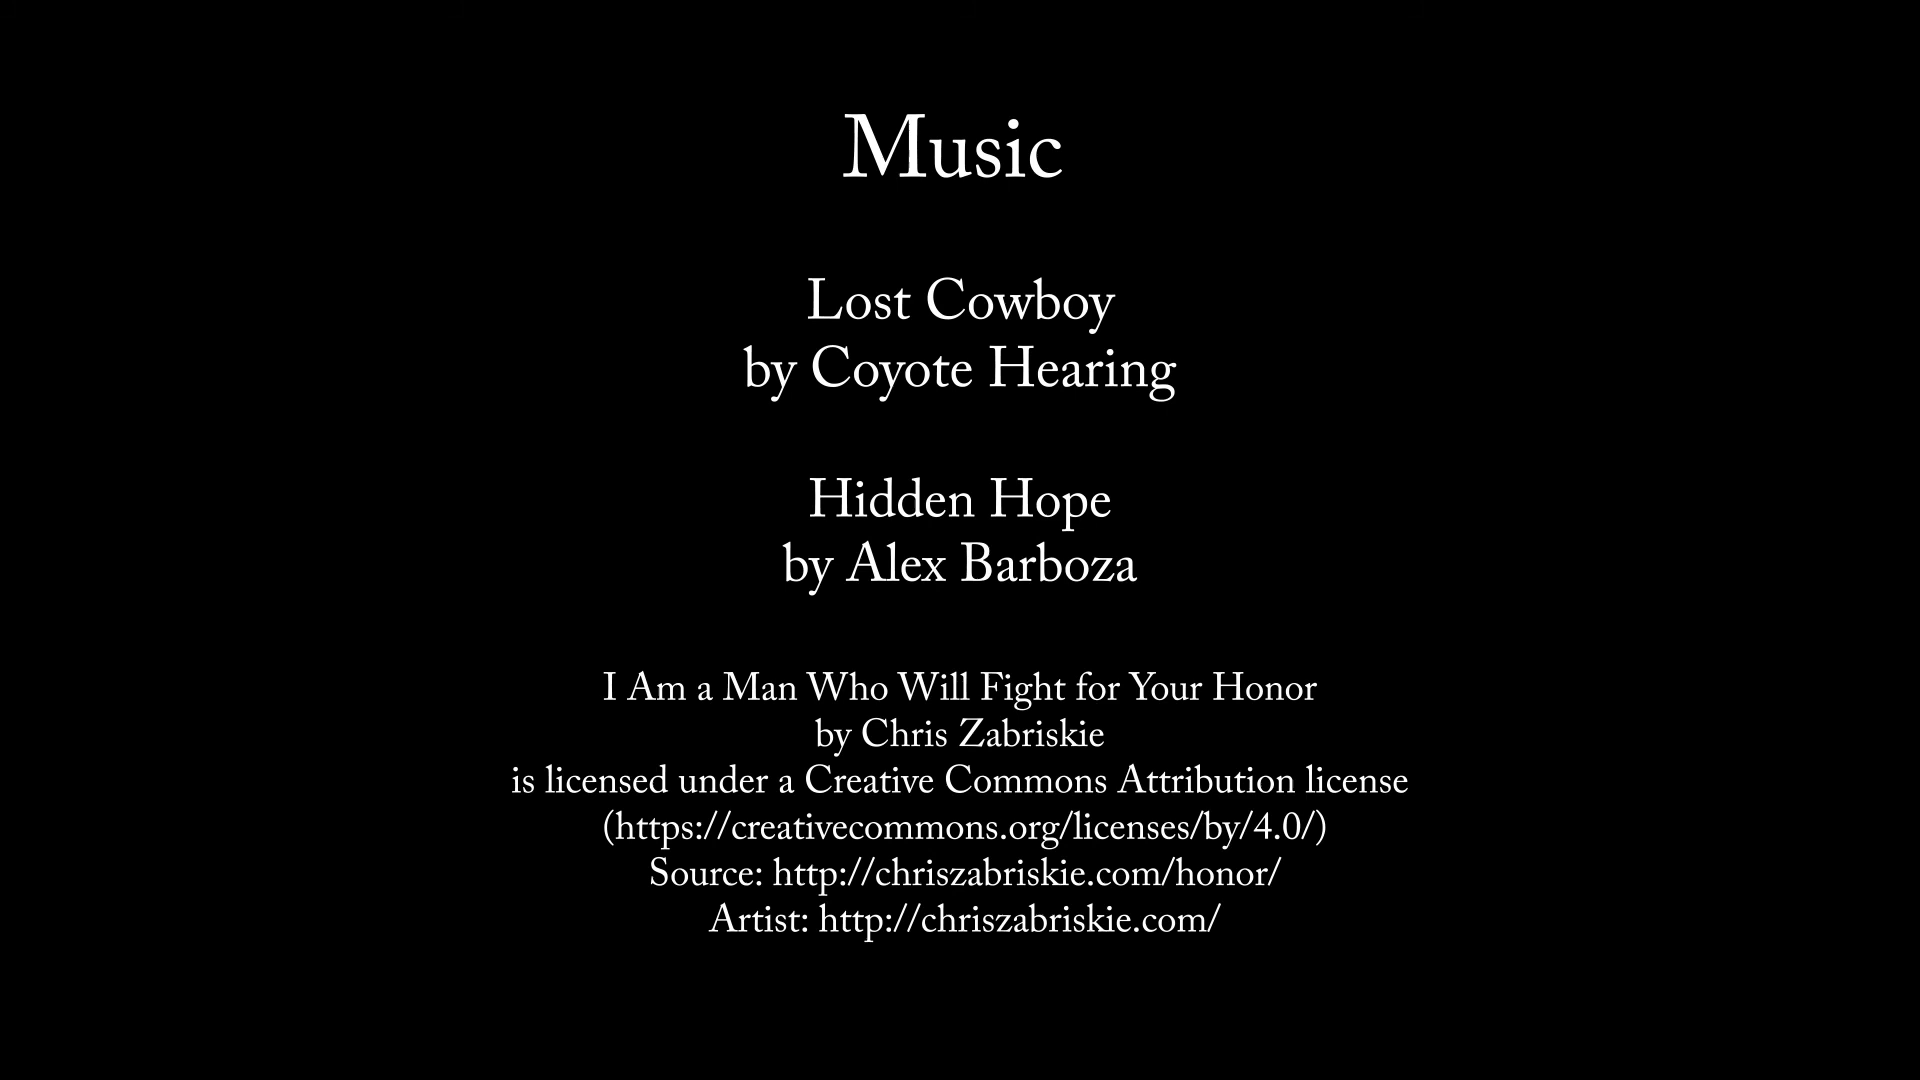 Music
Lost Cowboy
by Coyote Hearing
Hidden Hope
by Alex Barboza
I Am a Man Who Will Fight for Your Honor
by Chris Zabriskie
is licensed under a Creative Commons Attribution license
(https://creativecommons.org/licenses/by/4.0/)
Source: http://chriszabriskie.com/honor/
Artist: http://chriszabriskie.com/